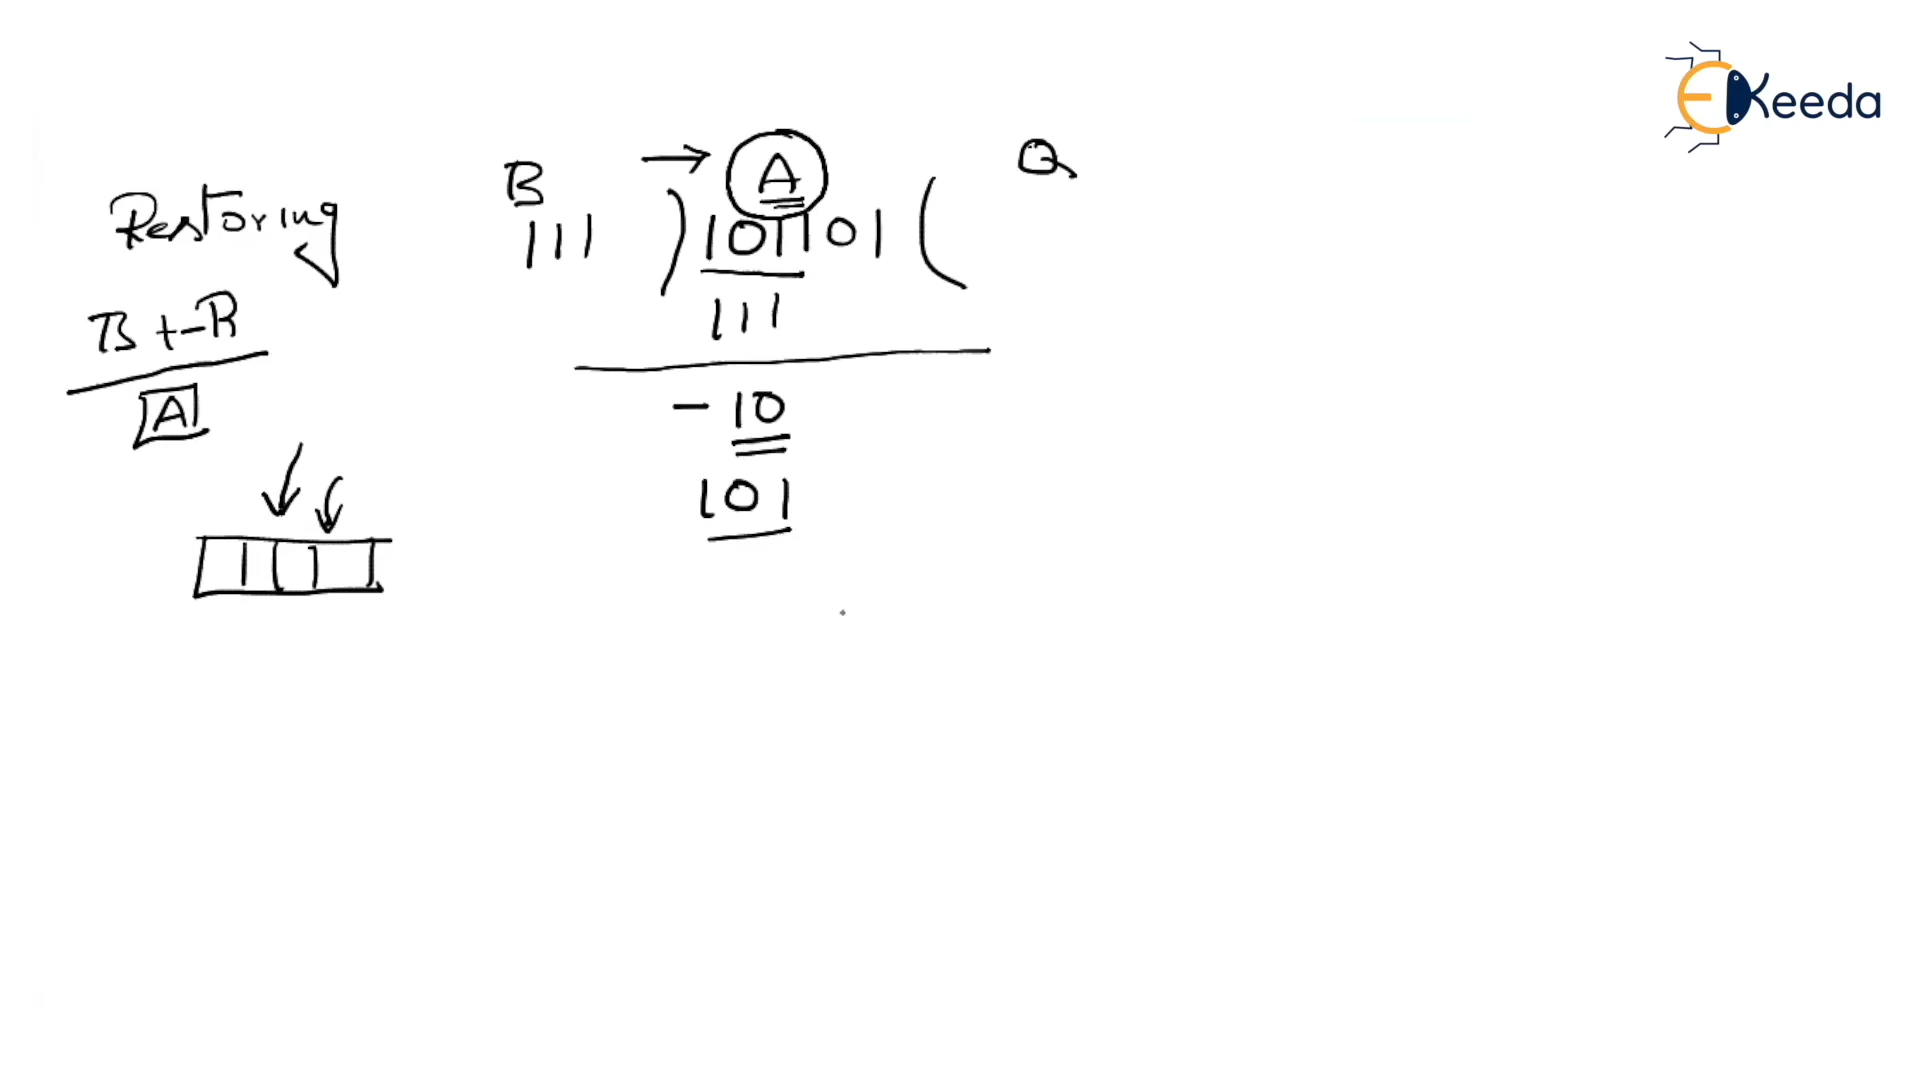 EKeeda
Restoring
B +-B
A
B → A Q
111 ) 101101 (
111
- 10
101